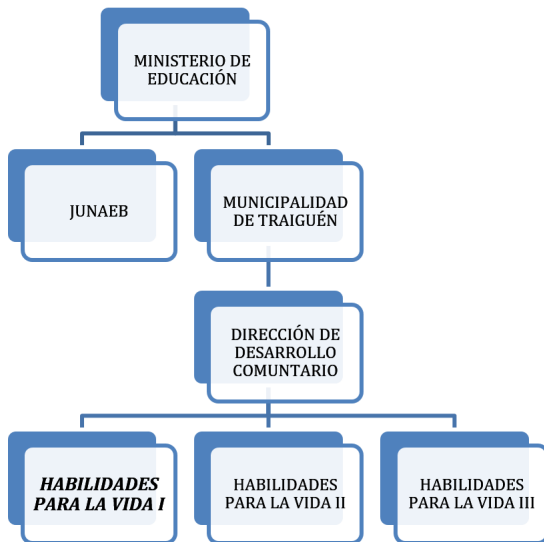 MINISTERIO DE
EDUCACIÓN
JUNAEB
MUNICIPALIDAD
DE TRAIGUÉN
DIRECCIÓN DE
DESARROLLO
COMUNTARIO
HABILIDADES
PARA LA VIDA I
HABILIDADES
PARA LA VIDA II
HABILIDADES
PARA LA VIDA III